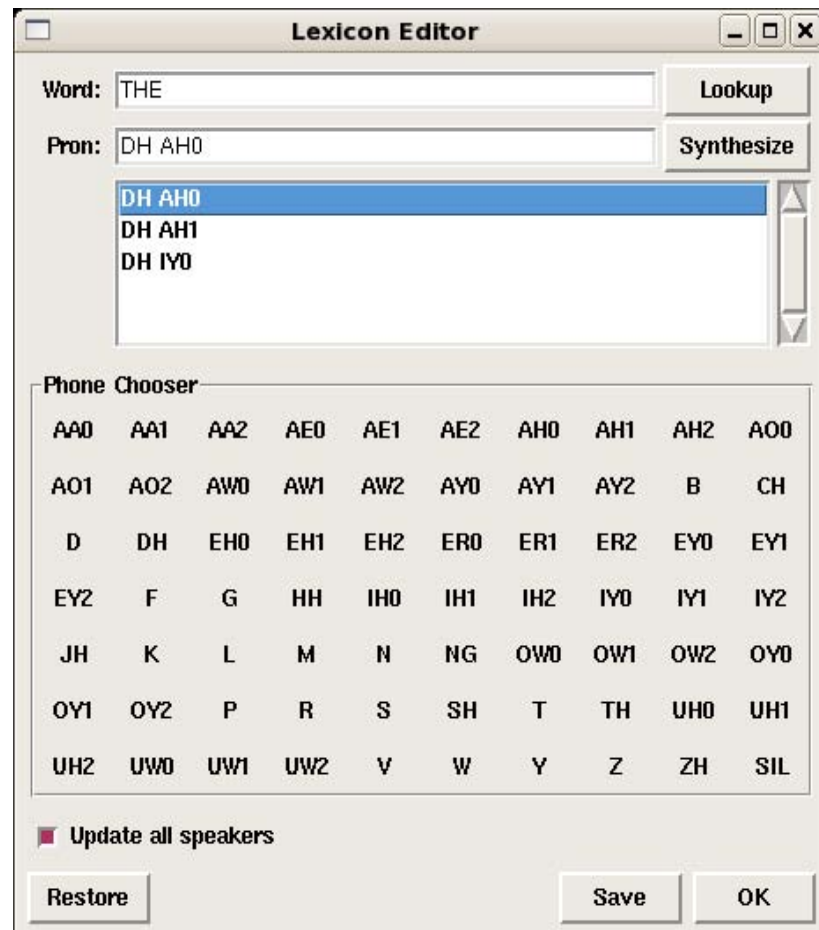 Lexicon Editor
Word: THE Lookup
Pron: DH AH0 Synthesize
DH AH0
DH AH1
DH IY0
Phone Chooser
AA0 AA1 AA2 AE0 AE1 AE2 AH0 AH1 AH2 AO0
AO1 AO2 AW0 AW1 AW2 AY0 AY1 AY2 B CH
D DH EH0 EH1 EH2 ER0 ER1 ER2 EY0 EY1
EY2 F G HH IH0 IH1 IH2 IY0 IY1 IY2
JH K L M N NG OW0 OW1 OW2 OY0
OY1 OY2 P R S SH T TH UH0 UH1
UH2 UW0 UW1 UW2 V W Y Z ZH SIL
Update all speakers
Restore Save OK